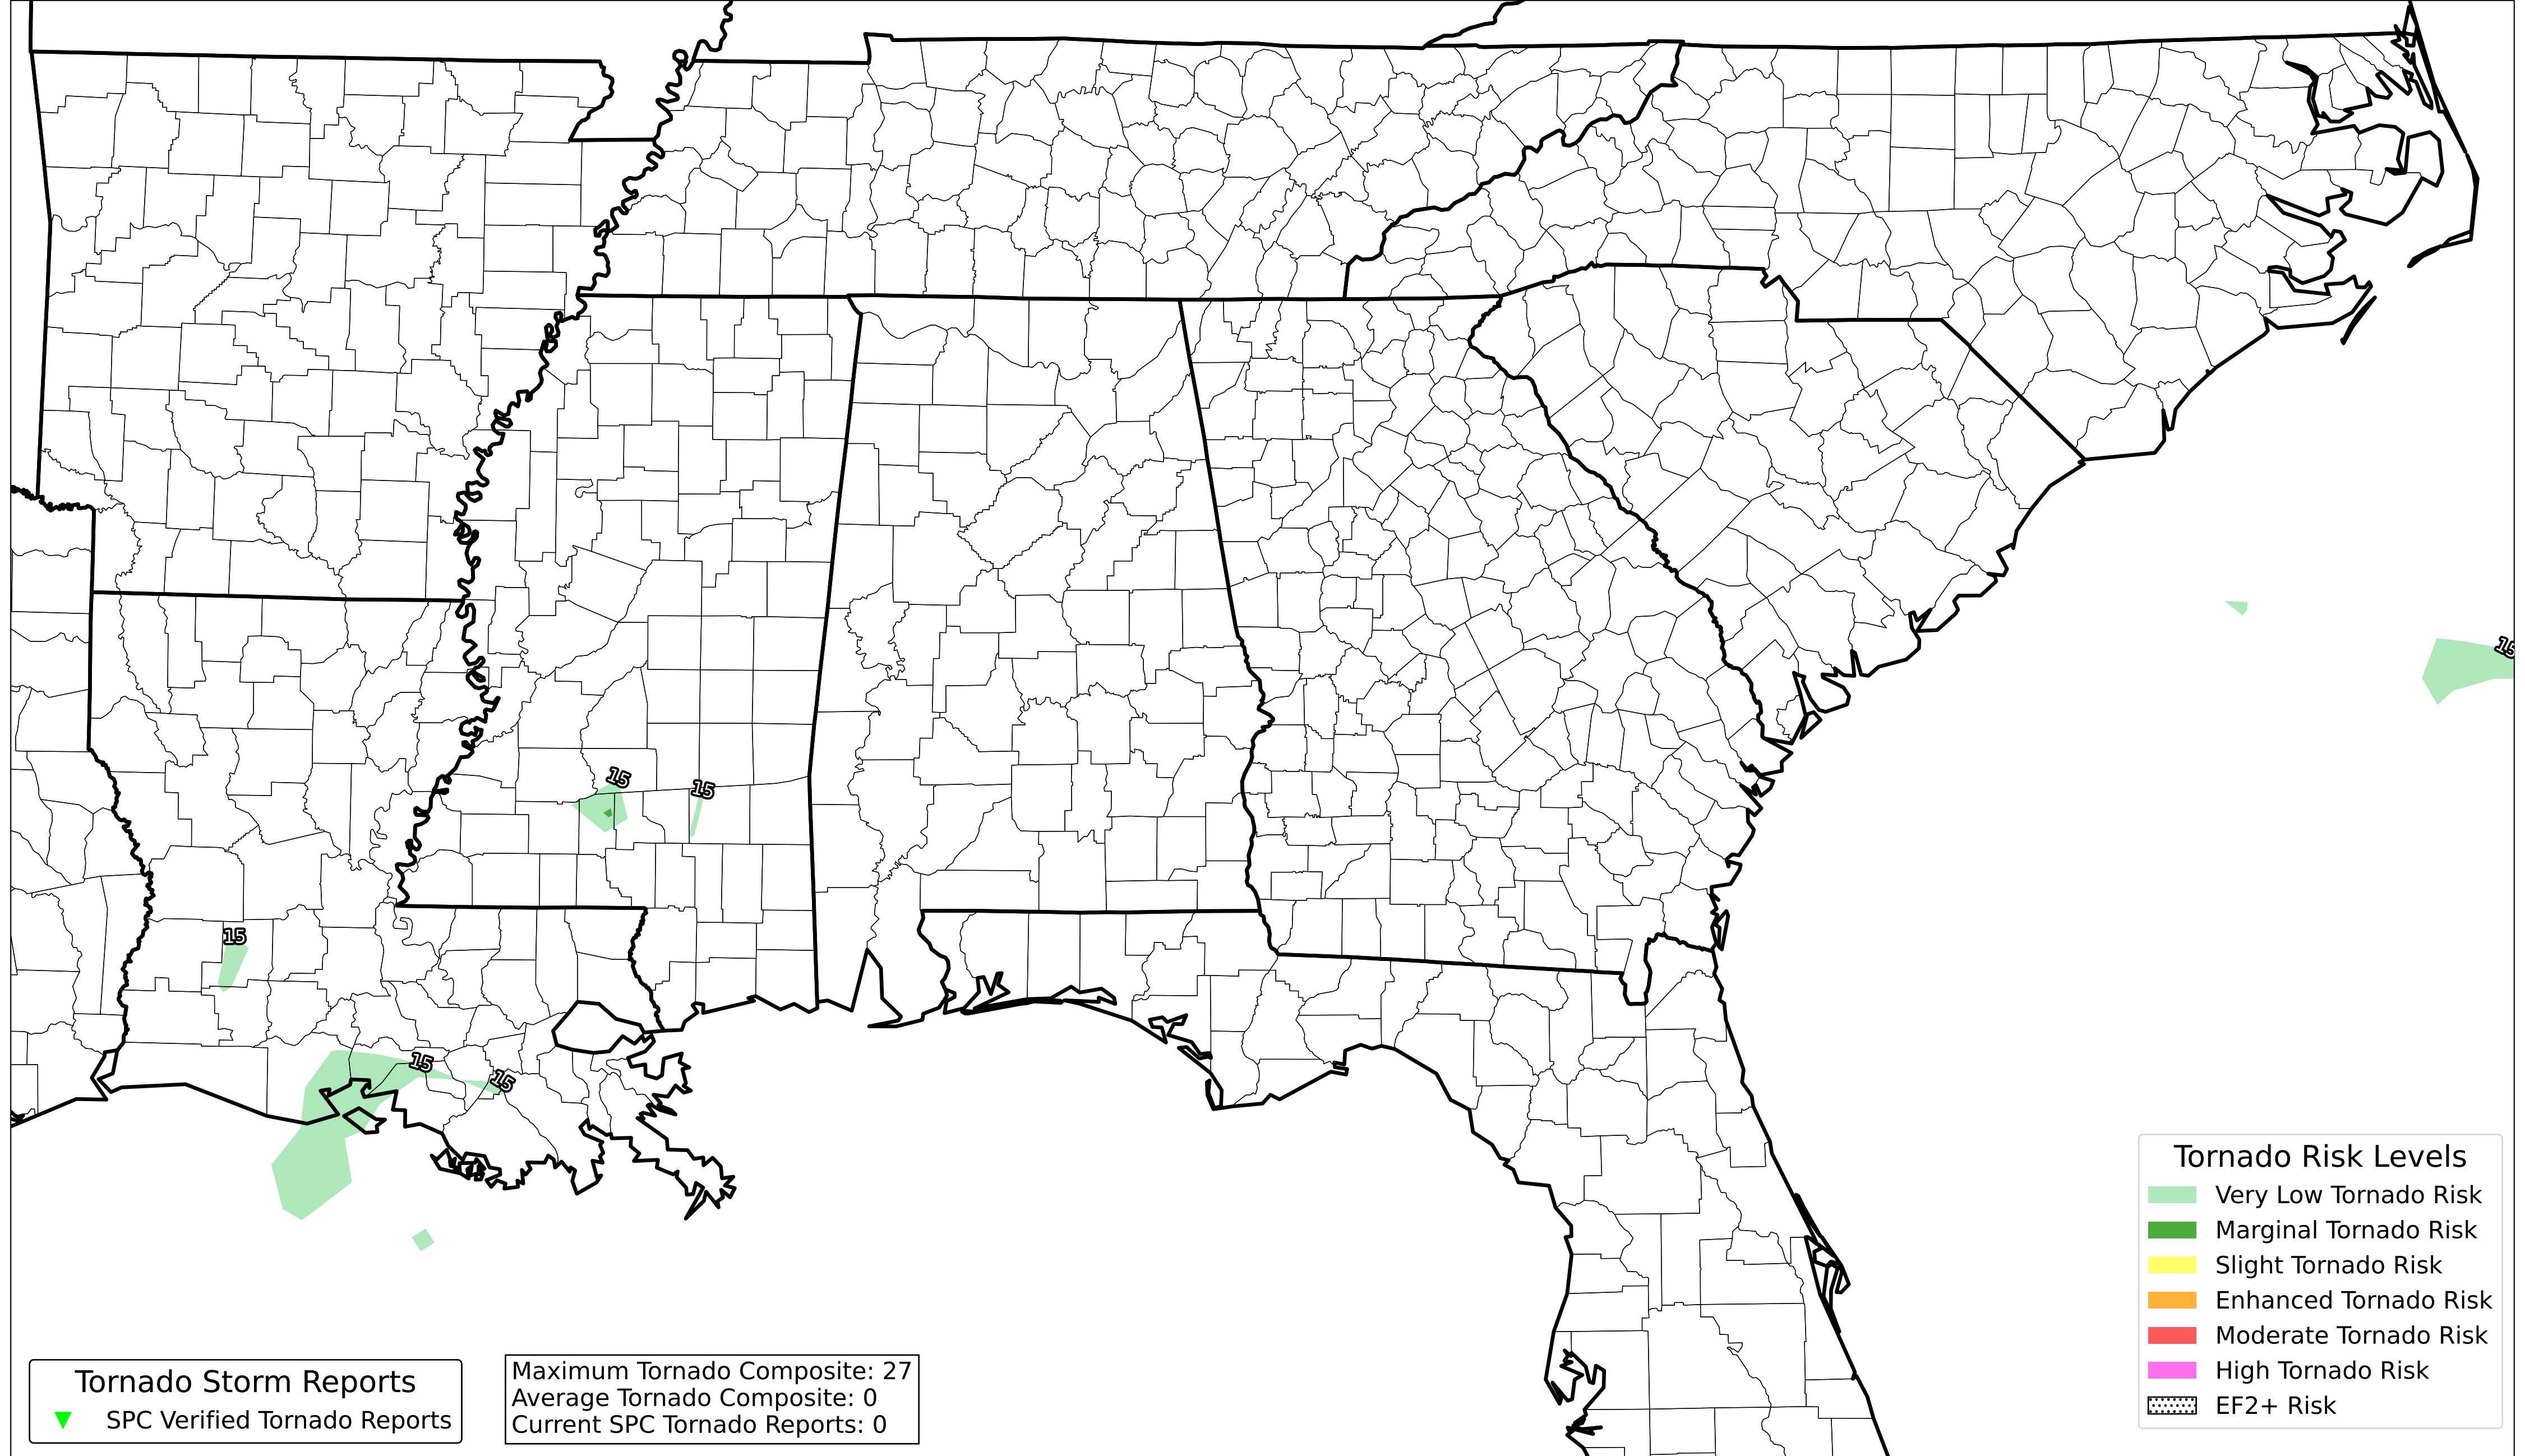 15
15
15
15
15
15
Tornado Risk Levels
Very Low Tornado Risk
Marginal Tornado Risk
Slight Tornado Risk
Enhanced Tornado Risk
Moderate Tornado Risk
High Tornado Risk
EF2+ Risk
Tornado Storm Reports
SPC Verified Tornado Reports
Maximum Tornado Composite: 27
Average Tornado Composite: 0
Current SPC Tornado Reports: 0